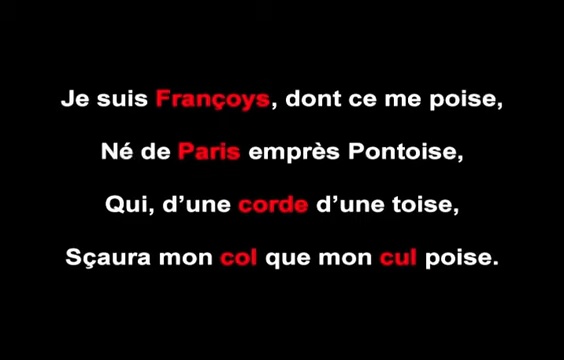 Je suis Françoys, dont ce me poise,
Né de Paris emprès Pontoise,
Qui, d’une corde d’une toise,
Sçaura mon col que mon cul poise.